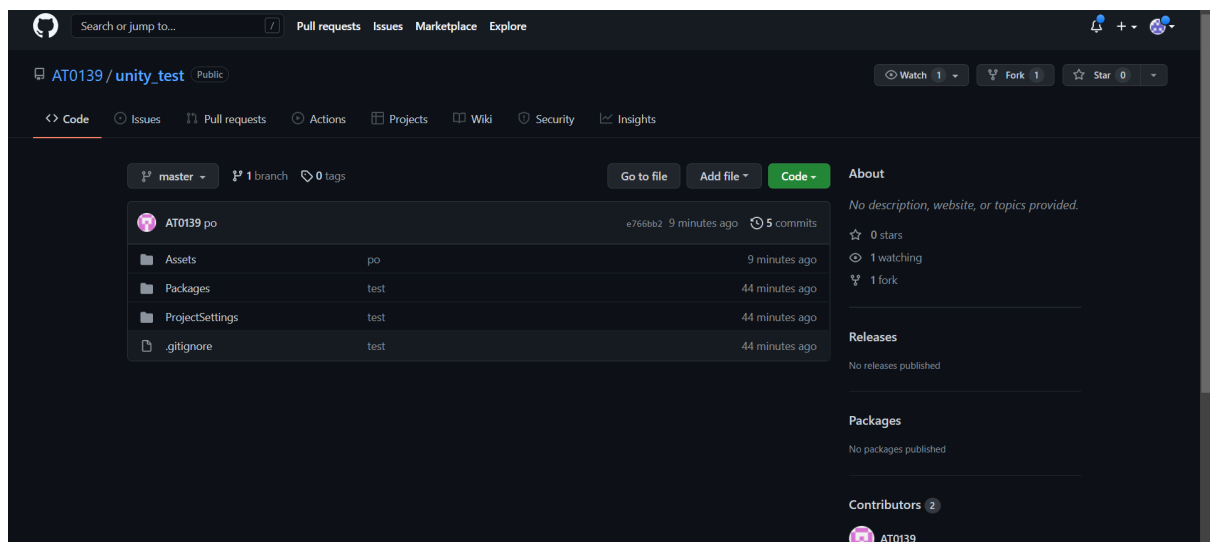 Search or jump to... / Pull requests Issues Marketplace Explore
AT0139 / unity_test Public Watch 1 Fork 1 Star 0
Code Issues Pull requests Actions Projects Wiki Security Insights
master 1 branch 0 tags Go to file Add file Code
AT0139 po e766bb2 9 minutes ago 5 commits
Assets po 9 minutes ago
Packages test 44 minutes ago
ProjectSettings test 44 minutes ago
.gitignore test 44 minutes ago
About
No description, website, or topics provided.
0 stars
1 watching
1 fork
Releases
No releases published
Packages
No packages published
Contributors 2
AT0139